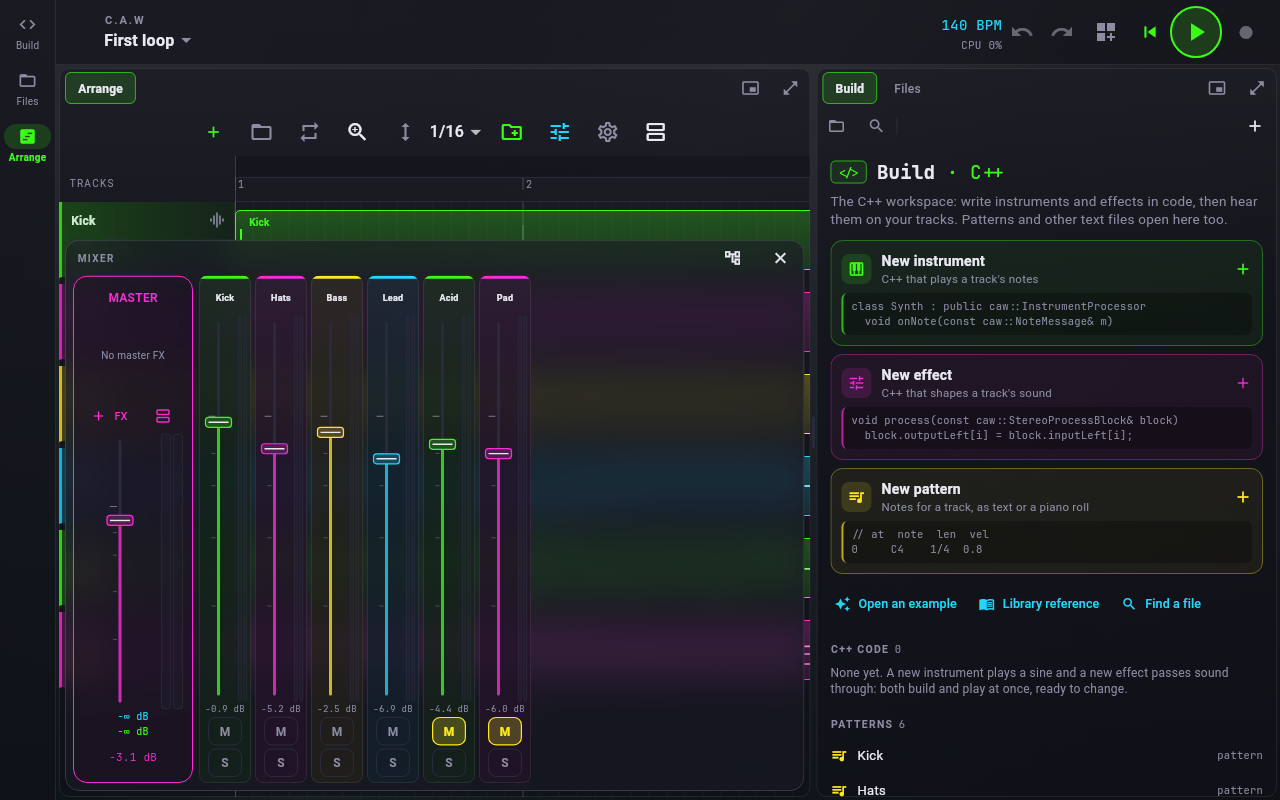 C.A.W
First loop
140 BPM
CPU 0%
Build
Files
Arrange
Arrange
1/16
TRACKS
1
2
Kick
Kick
MIXER
MASTER
No master FX
FX
-∞ dB
-∞ dB
-3.1 dB
Kick
Hats
Bass
Lead
Acid
Pad
-0.9 dB
-5.2 dB
-2.5 dB
-6.9 dB
-4.4 dB
-6.0 dB
M
M
M
M
M
M
S
S
S
S
S
S
Build
Files
</> Build · C++
The C++ workspace: write instruments and effects in code, then hear
them on your tracks. Patterns and other text files open here too.
New instrument
C++ that plays a track's notes
class Synth : public caw::InstrumentProcessor
void onNote(const caw::NoteMessage& m)
New effect
C++ that shapes a track's sound
void process(const caw::StereoProcessBlock& block)
block.outputLeft[i] = block.inputLeft[i];
New pattern
Notes for a track, as text or a piano roll
// at note len vel
0 C4 1/4 0.8
Open an example
Library reference
Find a file
C++ CODE 0
None yet. A new instrument plays a sine and a new effect passes sound
through: both build and play at once, ready to change.
PATTERNS 6
Kick pattern
Hats pattern